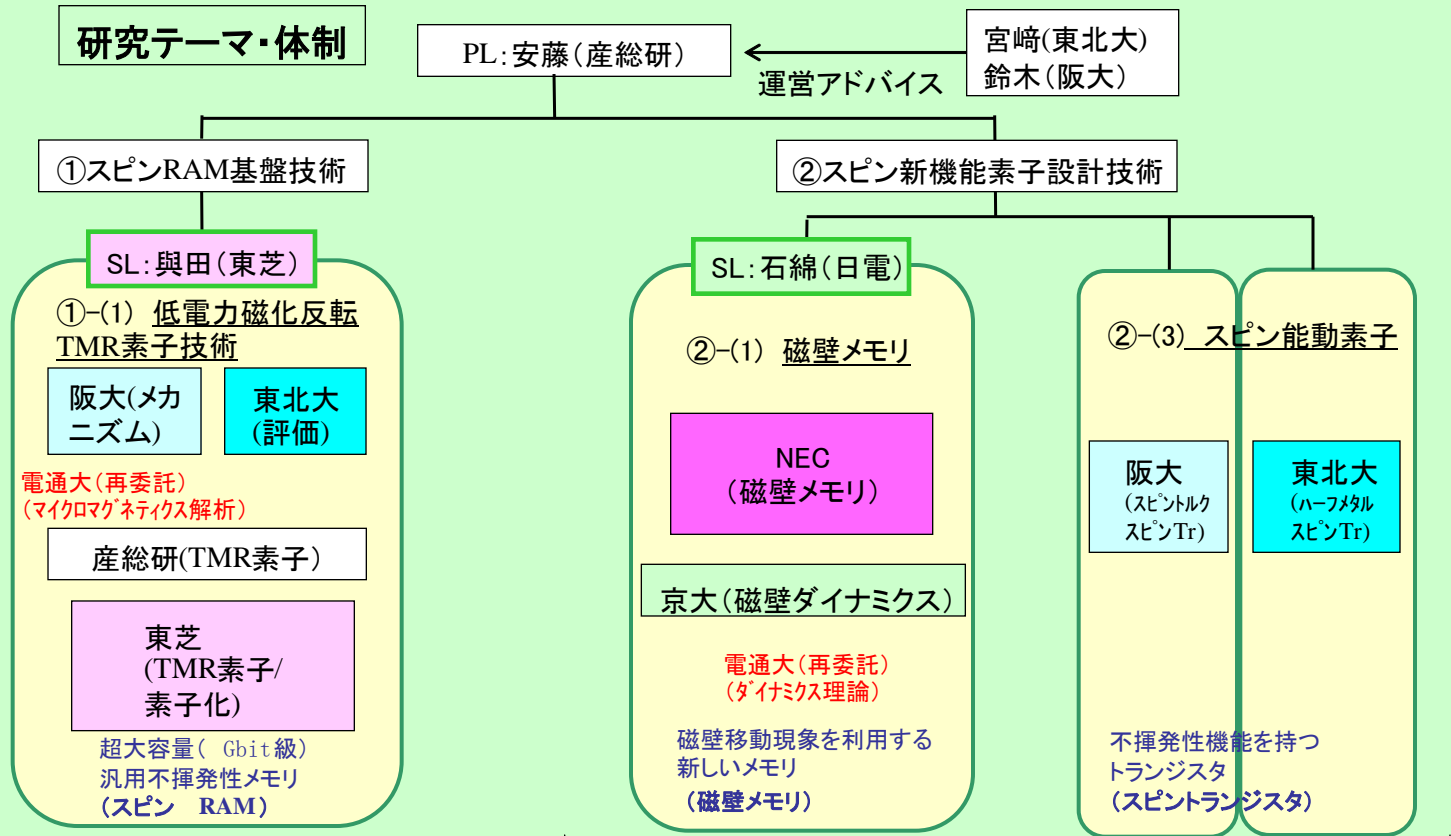 研究テーマ・体制
PL:安藤(産総研)
宮﨑(東北大)
鈴木(阪大)
運営アドバイス
①スピンRAM基盤技術
②スピン新機能素子設計技術
SL:與田(東芝)
①-(1) 低電力磁化反転
TMR素子技術
阪大(メカ
ニズム)
東北大
(評価)
電通大(再委託)
(マイクロマグネティクス解析)
産総研(TMR素子)
東芝
(TMR素子/
素子化)
超大容量( Gbit級)
汎用不揮発性メモリ
(スピン RAM)
SL:石綿(日電)
②-(1) 磁壁メモリ
NEC
(磁壁メモリ)
京大(磁壁ダイナミクス)
電通大(再委託)
(ダイナミクス理論)
磁壁移動現象を利用する
新しいメモリ
(磁壁メモリ)
②-(3) スピン能動素子
阪大
(スピントルク
スピンTr)
東北大
(ハーフメタル
スピンTr)
不揮発性機能を持つ
トランジスタ
(スピントランジスタ)